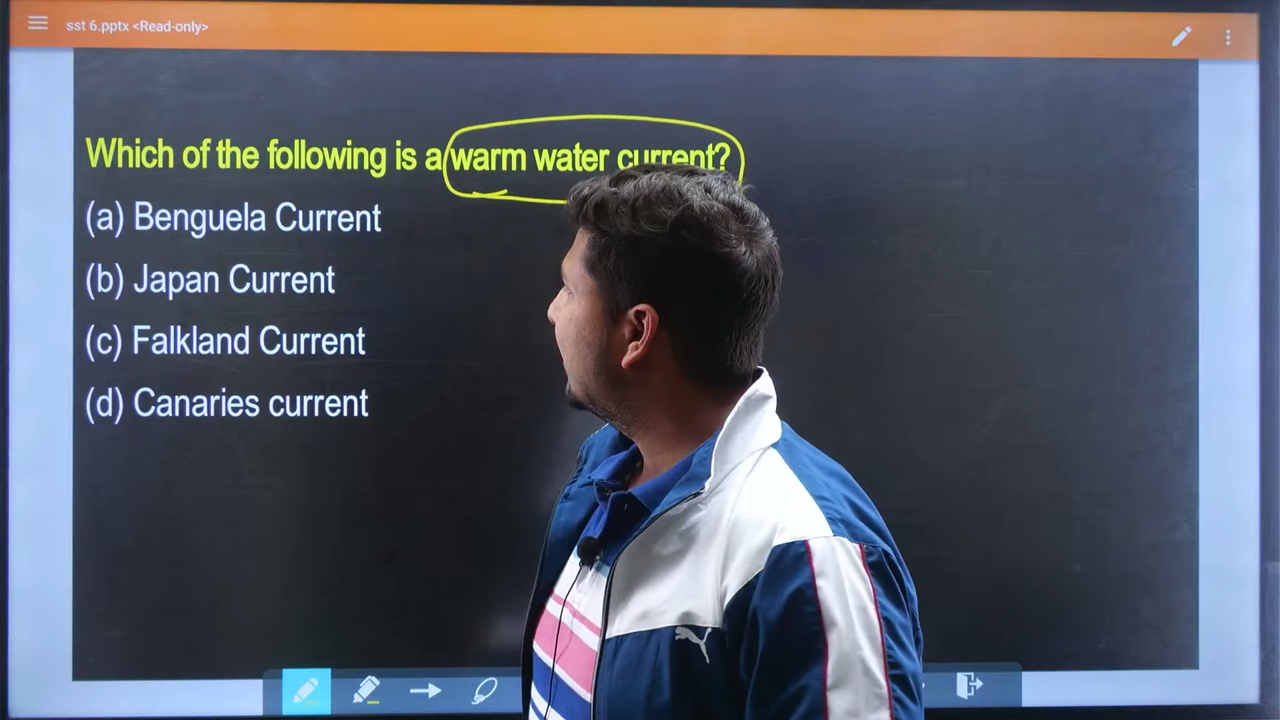 sst 6.pptx <Read-only>
Which of the following is a warm water current?
(a) Benguela Current
(b) Japan Current
(c) Falkland Current
(d) Canaries current